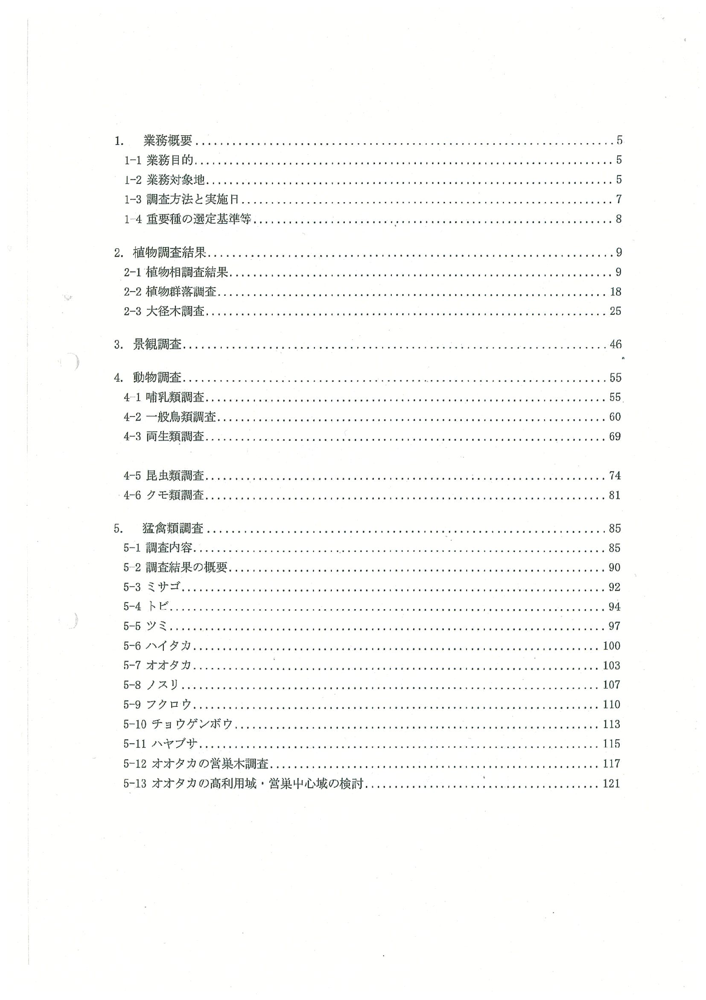 1. 業務概要 5
1-1 業務目的 5
1-2 業務対象地 5
1-3 調査方法と実施日 7
1-4 重要種の選定基準等 8
2. 植物調査結果 9
2-1 植物相調査結果 9
2-2 植物群落調査 18
2-3 大径木調査 25
3. 景観調査 46
4. 動物調査 55
4-1 哺乳類調査 55
4-2 一般鳥類調査 60
4-3 両生類調査 69
4-5 昆虫類調査 74
4-6 クモ類調査 81
5. 猛禽類調査 85
5-1 調査内容 85
5-2 調査結果の概要 90
5-3 ミサゴ 92
5-4 トビ 94
5-5 ツミ 97
5-6 ハイタカ 100
5-7 オオタカ 103
5-8 ノスリ 107
5-9 フクロウ 110
5-10 チョウゲンボウ 113
5-11 ハヤブサ 115
5-12 オオタカの営巣木調査 117
5-13 オオタカの高利用域・営巣中心域の検討 121